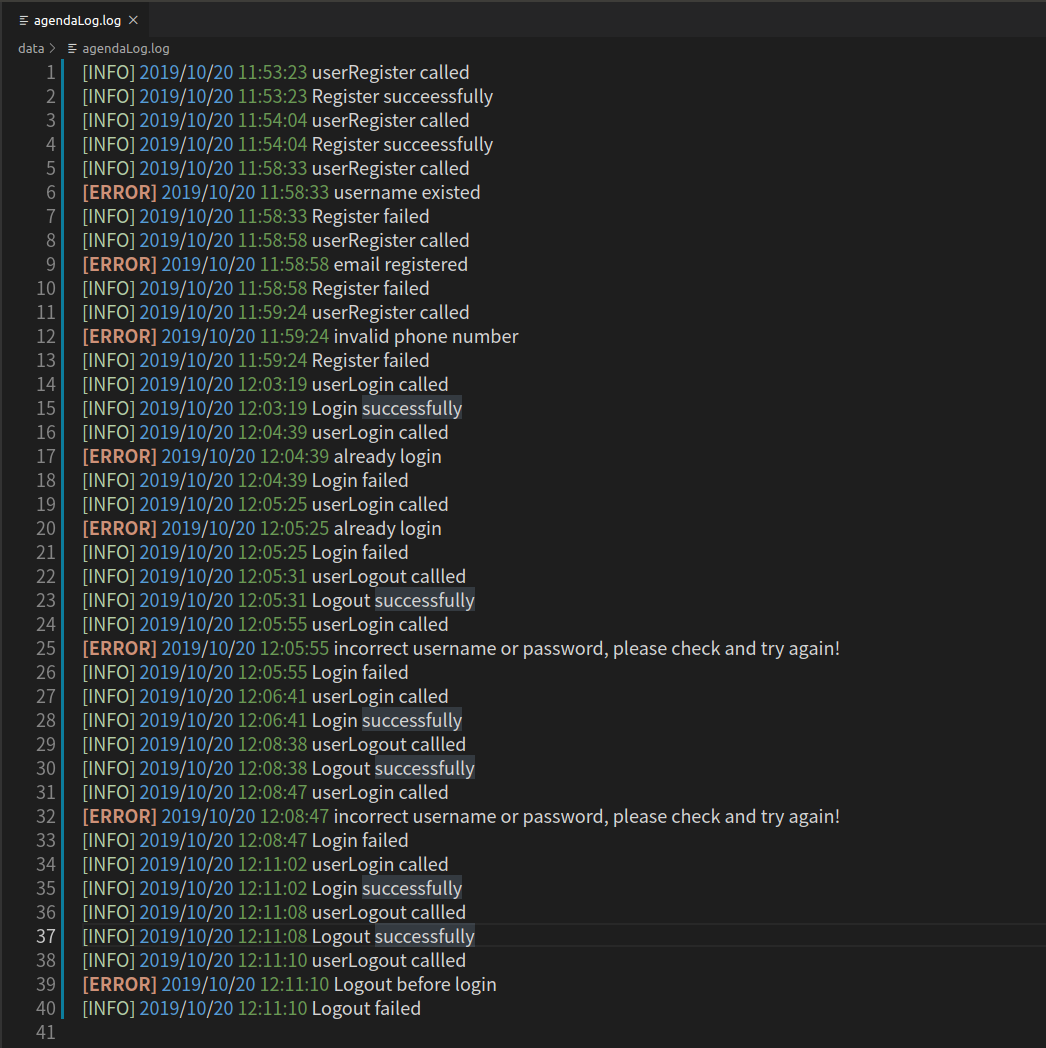 agendaLog.log ×
data > agendaLog.log
1 [INFO] 2019/10/20 11:53:23 userRegister called
2 [INFO] 2019/10/20 11:53:23 Register succeessfully
3 [INFO] 2019/10/20 11:54:04 userRegister called
4 [INFO] 2019/10/20 11:54:04 Register succeessfully
5 [INFO] 2019/10/20 11:58:33 userRegister called
6 [ERROR] 2019/10/20 11:58:33 username existed
7 [INFO] 2019/10/20 11:58:33 Register failed
8 [INFO] 2019/10/20 11:58:58 userRegister called
9 [ERROR] 2019/10/20 11:58:58 email registered
10 [INFO] 2019/10/20 11:58:58 Register failed
11 [INFO] 2019/10/20 11:59:24 userRegister called
12 [ERROR] 2019/10/20 11:59:24 invalid phone number
13 [INFO] 2019/10/20 11:59:24 Register failed
14 [INFO] 2019/10/20 12:03:19 userLogin called
15 [INFO] 2019/10/20 12:03:19 Login successfully
16 [INFO] 2019/10/20 12:04:39 userLogin called
17 [ERROR] 2019/10/20 12:04:39 already login
18 [INFO] 2019/10/20 12:04:39 Login failed
19 [INFO] 2019/10/20 12:05:25 userLogin called
20 [ERROR] 2019/10/20 12:05:25 already login
21 [INFO] 2019/10/20 12:05:25 Login failed
22 [INFO] 2019/10/20 12:05:31 userLogout callled
23 [INFO] 2019/10/20 12:05:31 Logout successfully
24 [INFO] 2019/10/20 12:05:55 userLogin called
25 [ERROR] 2019/10/20 12:05:55 incorrect username or password, please check and try again!
26 [INFO] 2019/10/20 12:05:55 Login failed
27 [INFO] 2019/10/20 12:06:41 userLogin called
28 [INFO] 2019/10/20 12:06:41 Login successfully
29 [INFO] 2019/10/20 12:08:38 userLogout callled
30 [INFO] 2019/10/20 12:08:38 Logout successfully
31 [INFO] 2019/10/20 12:08:47 userLogin called
32 [ERROR] 2019/10/20 12:08:47 incorrect username or password, please check and try again!
33 [INFO] 2019/10/20 12:08:47 Login failed
34 [INFO] 2019/10/20 12:11:02 userLogin called
35 [INFO] 2019/10/20 12:11:02 Login successfully
36 [INFO] 2019/10/20 12:11:08 userLogout callled
37 [INFO] 2019/10/20 12:11:08 Logout successfully
38 [INFO] 2019/10/20 12:11:10 userLogout callled
39 [ERROR] 2019/10/20 12:11:10 Logout before login
40 [INFO] 2019/10/20 12:11:10 Logout failed
41